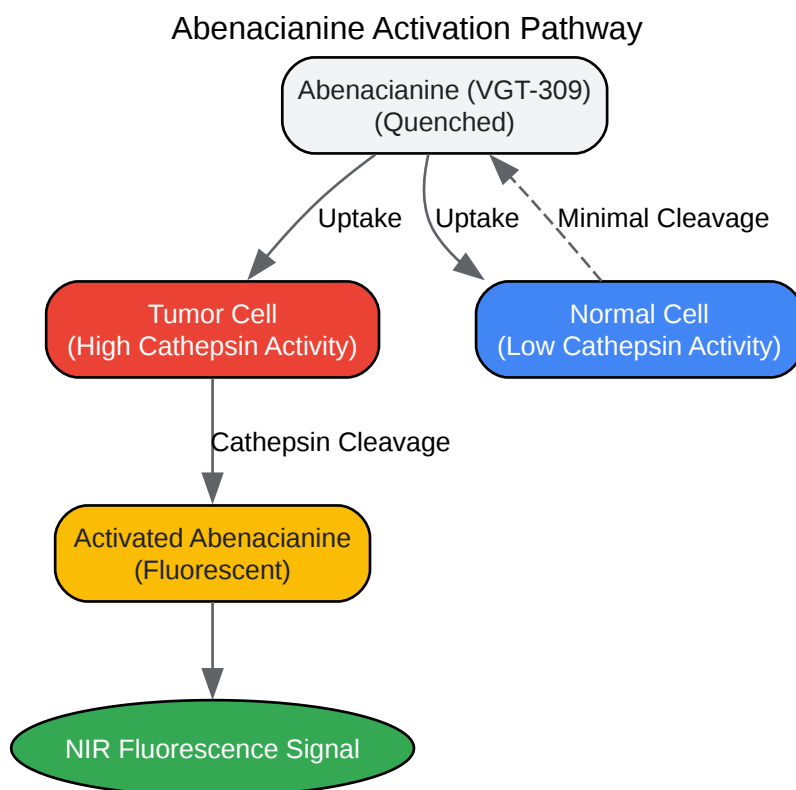 Abenacianine Activation Pathway
Abenacianine (VGT-309)
(Quenched)
Uptake
Uptake
Minimal Cleavage
Tumor Cell
(High Cathepsin Activity)
Normal Cell
(Low Cathepsin Activity)
Cathepsin Cleavage
Activated Abenacianine
(Fluorescent)
NIR Fluorescence Signal